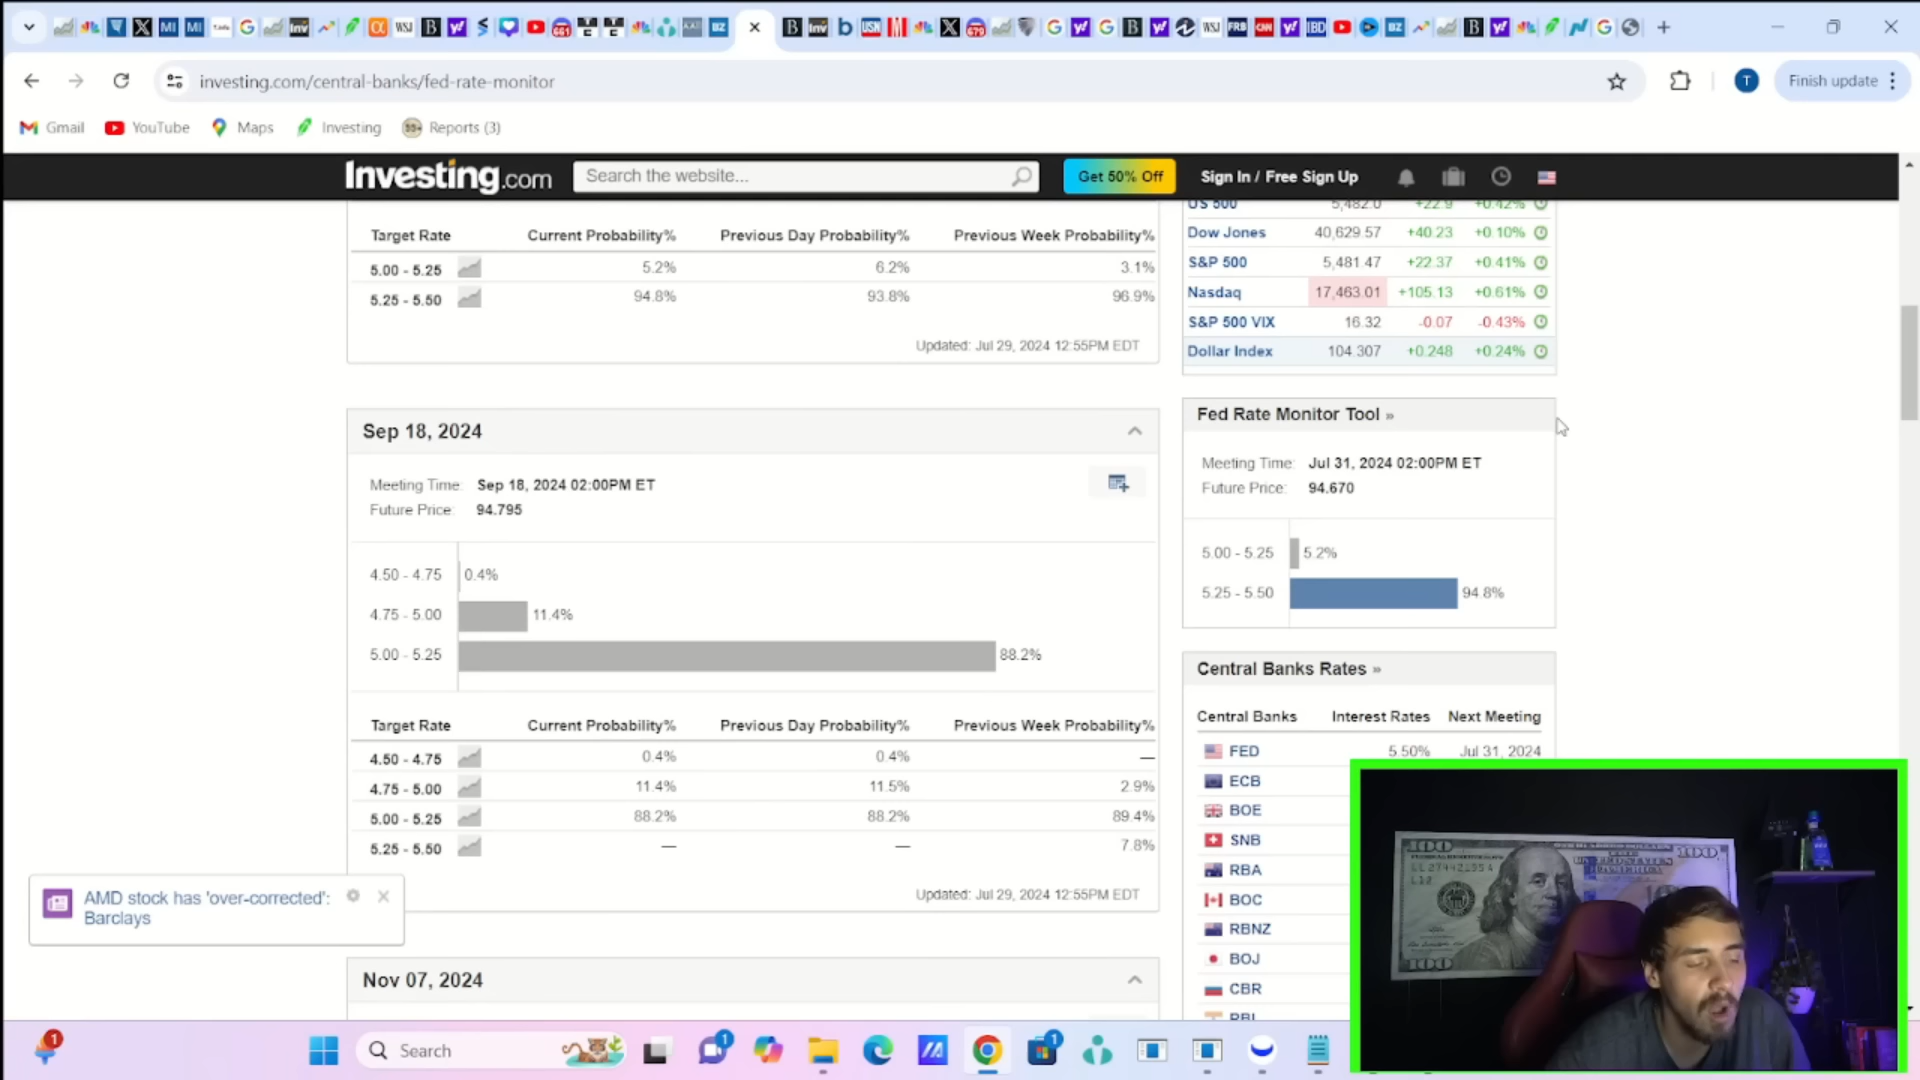 investing.com/central-banks/fed-rate-monitor
Finish update
Gmail
YouTube
Maps
Investing
Reports (3)
Investing.com
Search the website...
Get 50% Off
Sign In / Free Sign Up
Target Rate Current Probability% Previous Day Probability% Previous Week Probability%
5.00 - 5.25 5.2% 6.2% 3.1%
5.25 - 5.50 94.8% 93.8% 96.9%
Updated: Jul 29, 2024 12:55PM EDT
US 500 5,482.0 +22.9 +0.42%
Dow Jones 40,629.57 +40.23 +0.10%
S&P 500 5,481.47 +22.37 +0.41%
Nasdaq 17,463.01 +105.13 +0.61%
S&P 500 VIX 16.32 -0.07 -0.43%
Dollar Index 104.307 +0.248 +0.24%
Sep 18, 2024
Meeting Time: Sep 18, 2024 02:00PM ET
Future Price: 94.795
4.50 - 4.75 0.4%
4.75 - 5.00 11.4%
5.00 - 5.25 88.2%
Target Rate Current Probability% Previous Day Probability% Previous Week Probability%
4.50 - 4.75 0.4% 0.4% —
4.75 - 5.00 11.4% 11.5% 2.9%
5.00 - 5.25 88.2% 88.2% 89.4%
5.25 - 5.50 — — 7.8%
Updated: Jul 29, 2024 12:55PM EDT
Nov 07, 2024
Fed Rate Monitor Tool »
Meeting Time: Jul 31, 2024 02:00PM ET
Future Price: 94.670
5.00 - 5.25 5.2%
5.25 - 5.50 94.8%
Central Banks Rates »
Central Banks Interest Rates Next Meeting
FED 5.50% Jul 31, 2024
ECB
BOE
SNB
RBA
BOC
RBNZ
BOJ
CBR
RBI
AMD stock has 'over-corrected':
Barclays
Search